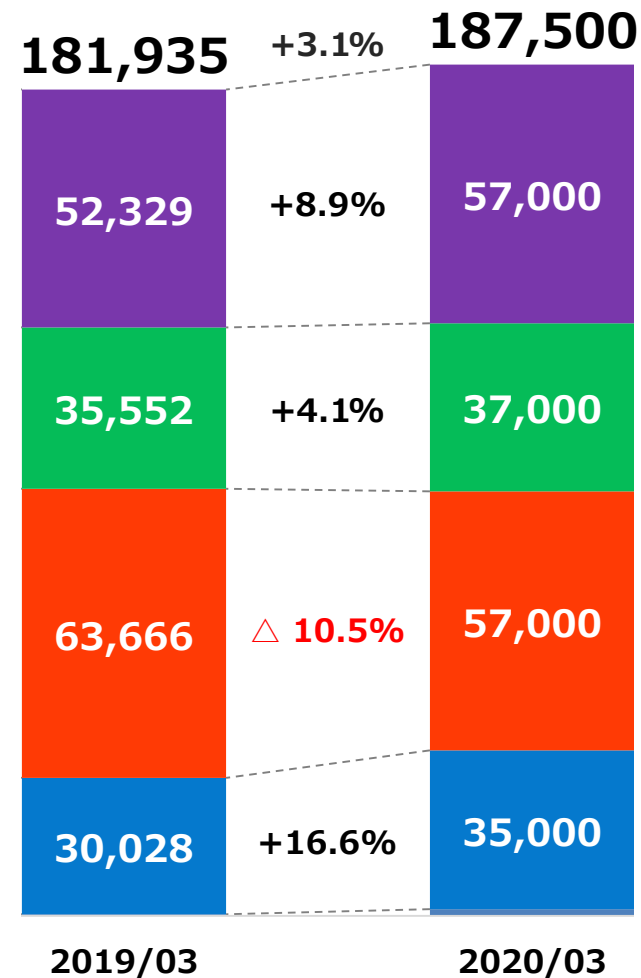 181,935 +3.1% 187,500
52,329 +8.9% 57,000
35,552 +4.1% 37,000
63,666 △ 10.5% 57,000
30,028 +16.6% 35,000
2019/03 2020/03